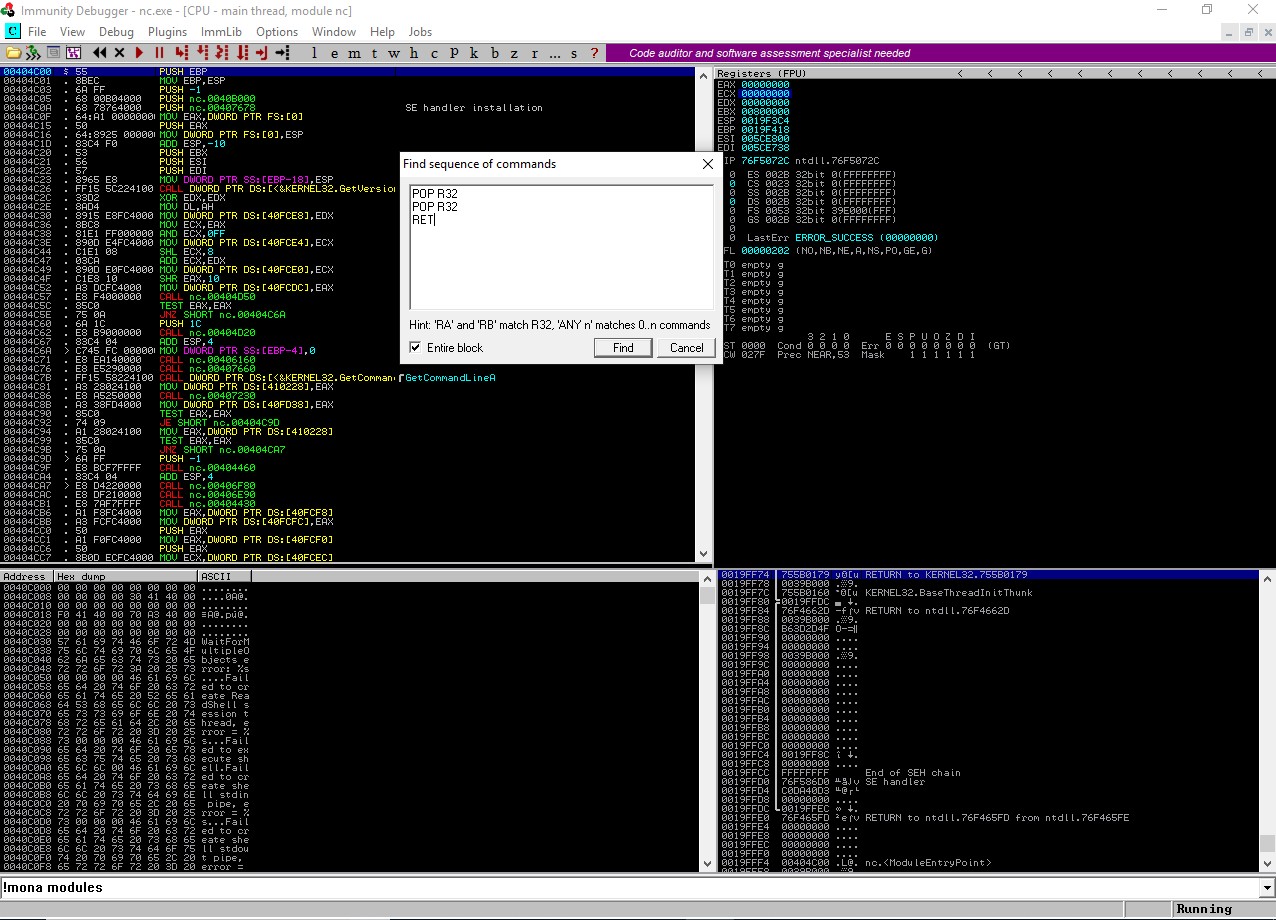 Immunity Debugger - nc.exe - [CPU - main thread, module nc]
File View Debug Plugins ImmLib Options Window Help Jobs
l e m t w h c p k b z r ... s ?
Code auditor and software assessment specialist needed
00404C00 $ 55 PUSH EBP
00404C01 . 8BEC MOV EBP,ESP
00404C03 . 6A FF PUSH -1
00404C05 . 68 00B04000 PUSH nc.0040B000
00404C0A . 68 78764000 PUSH nc.00407678 SE handler installation
00404C0F . 64:A1 0000000 MOV EAX,DWORD PTR FS:[0]
00404C15 . 50 PUSH EAX
00404C16 . 64:8925 00000 MOV DWORD PTR FS:[0],ESP
00404C1D . 83C4 F0 ADD ESP,-10
00404C20 . 53 PUSH EBX
00404C21 . 56 PUSH ESI
00404C22 . 57 PUSH EDI
00404C23 . 8965 E8 MOV DWORD PTR SS:[EBP-18],ESP
00404C26 . FF15 5C224100 CALL DWORD PTR DS:[<&KERNEL32.GetVersion
00404C2C . 33D2 XOR EDX,EDX
00404C2E . 8AD4 MOV DL,AH
00404C30 . 8915 E8FC4000 MOV DWORD PTR DS:[40FCE8],EDX
00404C36 . 8BC8 MOV ECX,EAX
00404C38 . 81E1 FF000000 AND ECX,0FF
00404C3E . 890D E4FC4000 MOV DWORD PTR DS:[40FCE4],ECX
00404C44 . C1E1 08 SHL ECX,8
00404C47 . 03CA ADD ECX,EDX
00404C49 . 890D E0FC4000 MOV DWORD PTR DS:[40FCE0],ECX
00404C4F . C1E8 10 SHR EAX,10
00404C52 . A3 DCFC4000 MOV DWORD PTR DS:[40FCDC],EAX
00404C57 . E8 F4000000 CALL nc.00404D50
00404C5C . 85C0 TEST EAX,EAX
00404C5E . 75 0A JNZ SHORT nc.00404C6A
00404C60 . 6A 1C PUSH 1C
00404C62 . E8 B9000000 CALL nc.00404D20
00404C67 . 83C4 04 ADD ESP,4
00404C6A > C745 FC 00000 MOV DWORD PTR SS:[EBP-4],0
00404C71 . E8 EA140000 CALL nc.00406160
00404C76 . E8 E5290000 CALL nc.00407660
00404C7B . FF15 58224100 CALL DWORD PTR DS:[<&KERNEL32.GetComman GetCommandLineA
00404C81 . A3 28024100 MOV DWORD PTR DS:[410228],EAX
00404C86 . E8 A5250000 CALL nc.00407230
00404C8B . A3 38FD4000 MOV DWORD PTR DS:[40FD38],EAX
00404C90 . 85C0 TEST EAX,EAX
00404C92 . 74 09 JE SHORT nc.00404C9D
00404C94 . A1 28024100 MOV EAX,DWORD PTR DS:[410228]
00404C99 . 85C0 TEST EAX,EAX
00404C9B . 75 0A JNZ SHORT nc.00404CA7
00404C9D > 6A FF PUSH -1
00404C9F . E8 BCF7FFFF CALL nc.00404460
00404CA4 . 83C4 04 ADD ESP,4
00404CA7 > E8 D4220000 CALL nc.00406F80
00404CAC . E8 DF210000 CALL nc.00406E90
00404CB1 . E8 7AF7FFFF CALL nc.00404430
00404CB6 . A1 F8FC4000 MOV EAX,DWORD PTR DS:[40FCF8]
00404CBB . A3 FCFC4000 MOV DWORD PTR DS:[40FCFC],EAX
00404CC0 . 50 PUSH EAX
00404CC1 . A1 F0FC4000 MOV EAX,DWORD PTR DS:[40FCF0]
00404CC6 . 50 PUSH EAX
00404CC7 . 8B0D ECFC4000 MOV ECX,DWORD PTR DS:[40FCEC]
Find sequence of commands
POP R32
POP R32
RET
Hint: 'RA' and 'RB' match R32, 'ANY n' matches 0..n commands
Entire block
Find
Cancel
Registers (FPU) < < < < < < < < < < <
EAX 00000000
ECX 00000000
EDX 00000000
EBX 00800000
ESP 0019F3C4
EBP 0019F418
ESI 005CE800
EDI 005CE738
IP 76F5072C ntdll.76F5072C
0 ES 002B 32bit 0(FFFFFFFF)
0 CS 0023 32bit 0(FFFFFFFF)
0 SS 002B 32bit 0(FFFFFFFF)
0 DS 002B 32bit 0(FFFFFFFF)
0 FS 0053 32bit 39E000(FFF)
0 GS 002B 32bit 0(FFFFFFFF)
0
0 LastErr ERROR_SUCCESS (00000000)
FL 00000202 (NO,NB,NE,A,NS,PO,GE,G)
T0 empty g
T1 empty g
T2 empty g
T3 empty g
T4 empty g
T5 empty g
T6 empty g
T7 empty g
3 2 1 0 E S P U O Z D I
ST 0000 Cond 0 0 0 0 Err 0 0 0 0 0 0 0 0 (GT)
CW 027F Prec NEAR,53 Mask 1 1 1 1 1 1
Address Hex dump ASCII
0040C000 00 00 00 00 00 00 00 00 ........
0040C008 00 00 00 00 30 41 40 00 ....0A@.
0040C010 00 00 00 00 00 00 00 00 ........
0040C018 F0 41 40 00 70 A3 40 00 ≡A@.pú@.
0040C020 00 00 00 00 00 00 00 00 ........
0040C028 00 00 00 00 00 00 00 00 ........
0040C030 57 61 69 74 46 6F 72 4D WaitForM
0040C038 75 6C 74 69 70 6C 65 4F ultipleO
0040C040 62 6A 65 63 74 73 20 65 bjects e
0040C048 72 72 6F 72 3A 20 25 73 rror: %s
0040C050 00 00 00 00 46 61 69 6C ....Fail
0040C058 65 64 20 74 6F 20 63 72 ed to cr
0040C060 65 61 74 65 20 52 65 61 eate Rea
0040C068 64 53 68 65 6C 6C 20 73 dShell s
0040C070 65 73 73 69 6F 6E 20 74 ession t
0040C078 68 72 65 61 64 2C 20 65 hread, e
0040C080 72 72 6F 72 20 3D 20 25 rror = %
0040C088 73 00 00 00 46 61 69 6C s...Fail
0040C090 65 64 20 74 6F 20 65 78 ed to ex
0040C098 65 63 75 74 65 20 73 68 ecute sh
0040C0A0 65 6C 6C 00 46 61 69 6C ell.Fail
0040C0A8 65 64 20 74 6F 20 63 72 ed to cr
0040C0B0 65 61 74 65 20 73 68 65 eate she
0040C0B8 6C 6C 20 73 74 64 69 6E ll stdin
0040C0C0 20 70 69 70 65 2C 20 65 pipe, e
0040C0C8 72 72 6F 72 20 3D 20 25 rror = %
0040C0D0 73 00 00 00 46 61 69 6C s...Fail
0040C0D8 65 64 20 74 6F 20 63 72 ed to cr
0040C0E0 65 61 74 65 20 73 68 65 eate she
0040C0E8 6C 6C 20 73 74 64 6F 75 ll stdou
0040C0F0 74 20 70 69 70 65 2C 20 t pipe,
0040C0F8 65 72 72 6F 72 20 3D 20 error =
0019FF74 755B0179 RETURN to KERNEL32.755B0179
0019FF78 0039B000
0019FF7C 755B0160 KERNEL32.BaseThreadInitThunk
0019FF80 0019FFDC
0019FF84 76F4662D RETURN to ntdll.76F4662D
0019FF88 0039B000
0019FF8C B63D2D4F
0019FF90 00000000 ....
0019FF94 00000000 ....
0019FF98 0039B000
0019FF9C 00000000 ....
0019FFA0 00000000 ....
0019FFA4 00000000 ....
0019FFA8 00000000 ....
0019FFAC 00000000 ....
0019FFB0 00000000 ....
0019FFB4 00000000 ....
0019FFB8 00000000 ....
0019FFBC 00000000 ....
0019FFC0 00000000 ....
0019FFC4 0019FF8C
0019FFC8 00000000 ....
0019FFCC FFFFFFFF End of SEH chain
0019FFD0 76F586D0 SE handler
0019FFD4 C0DA40D3
0019FFD8 00000000 ....
0019FFDC 0019FFEC
0019FFE0 76F465FD RETURN to ntdll.76F465FD from ntdll.76F465FE
0019FFE4 00000000 ....
0019FFE8 00000000 ....
0019FFEC 00000000 ....
0019FFF0 00000000 ....
0019FFF4 00404C00 .L@. nc.<ModuleEntryPoint>
!mona modules
Running